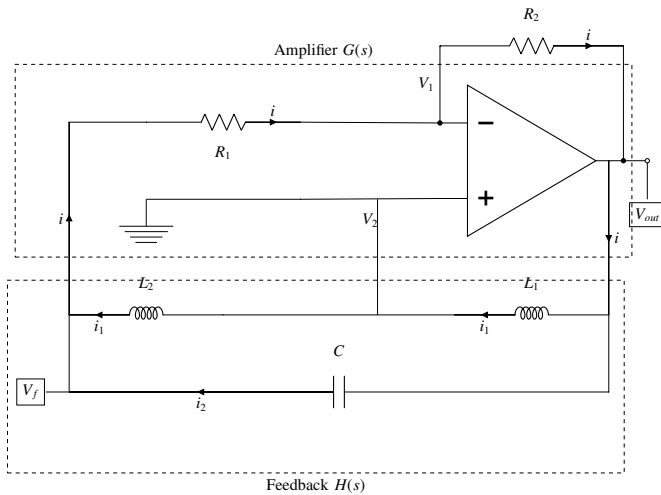 R2
i
Amplifier G(s)
V1
i
R1
V2
Vout
i
i
L2
L1
i1
i1
C
Vf
i2
Feedback H(s)